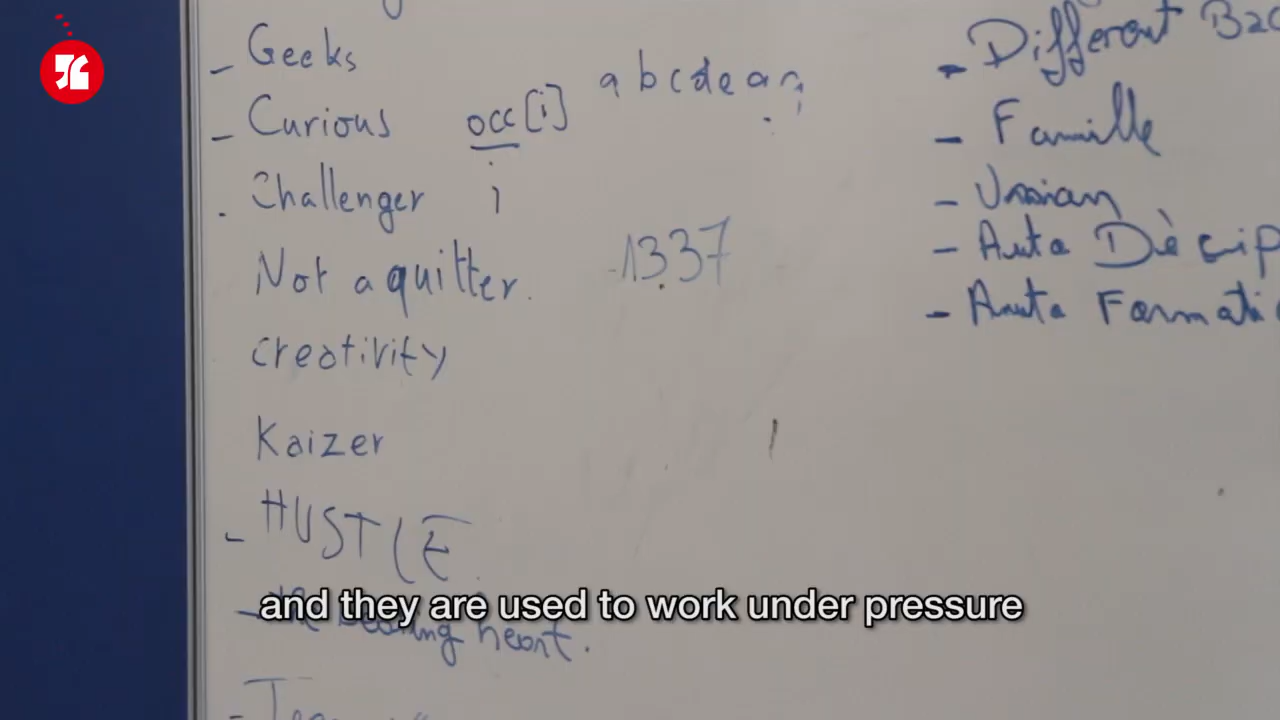 - Geeks
- Curious occ[i] abcdea
. Challenger i
Not a quitter. 1337
creativity
Kaizer
- HUSTLE
and they are used to work under pressure
heart.
- Different
- Famille
-
- Auto
- Auto Formati